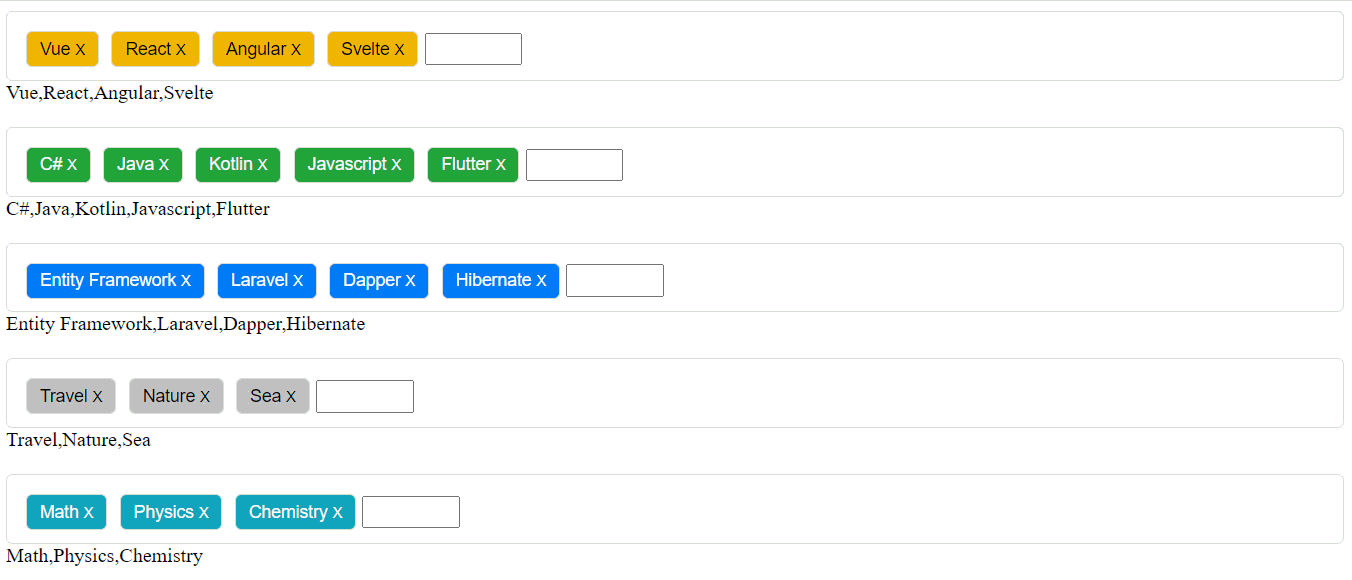 Vue x React x Angular x Svelte x
Vue,React,Angular,Svelte
C# x Java x Kotlin x Javascript x Flutter x
C#,Java,Kotlin,Javascript,Flutter
Entity Framework x Laravel x Dapper x Hibernate x
Entity Framework,Laravel,Dapper,Hibernate
Travel x Nature x Sea x
Travel,Nature,Sea
Math x Physics x Chemistry x
Math,Physics,Chemistry